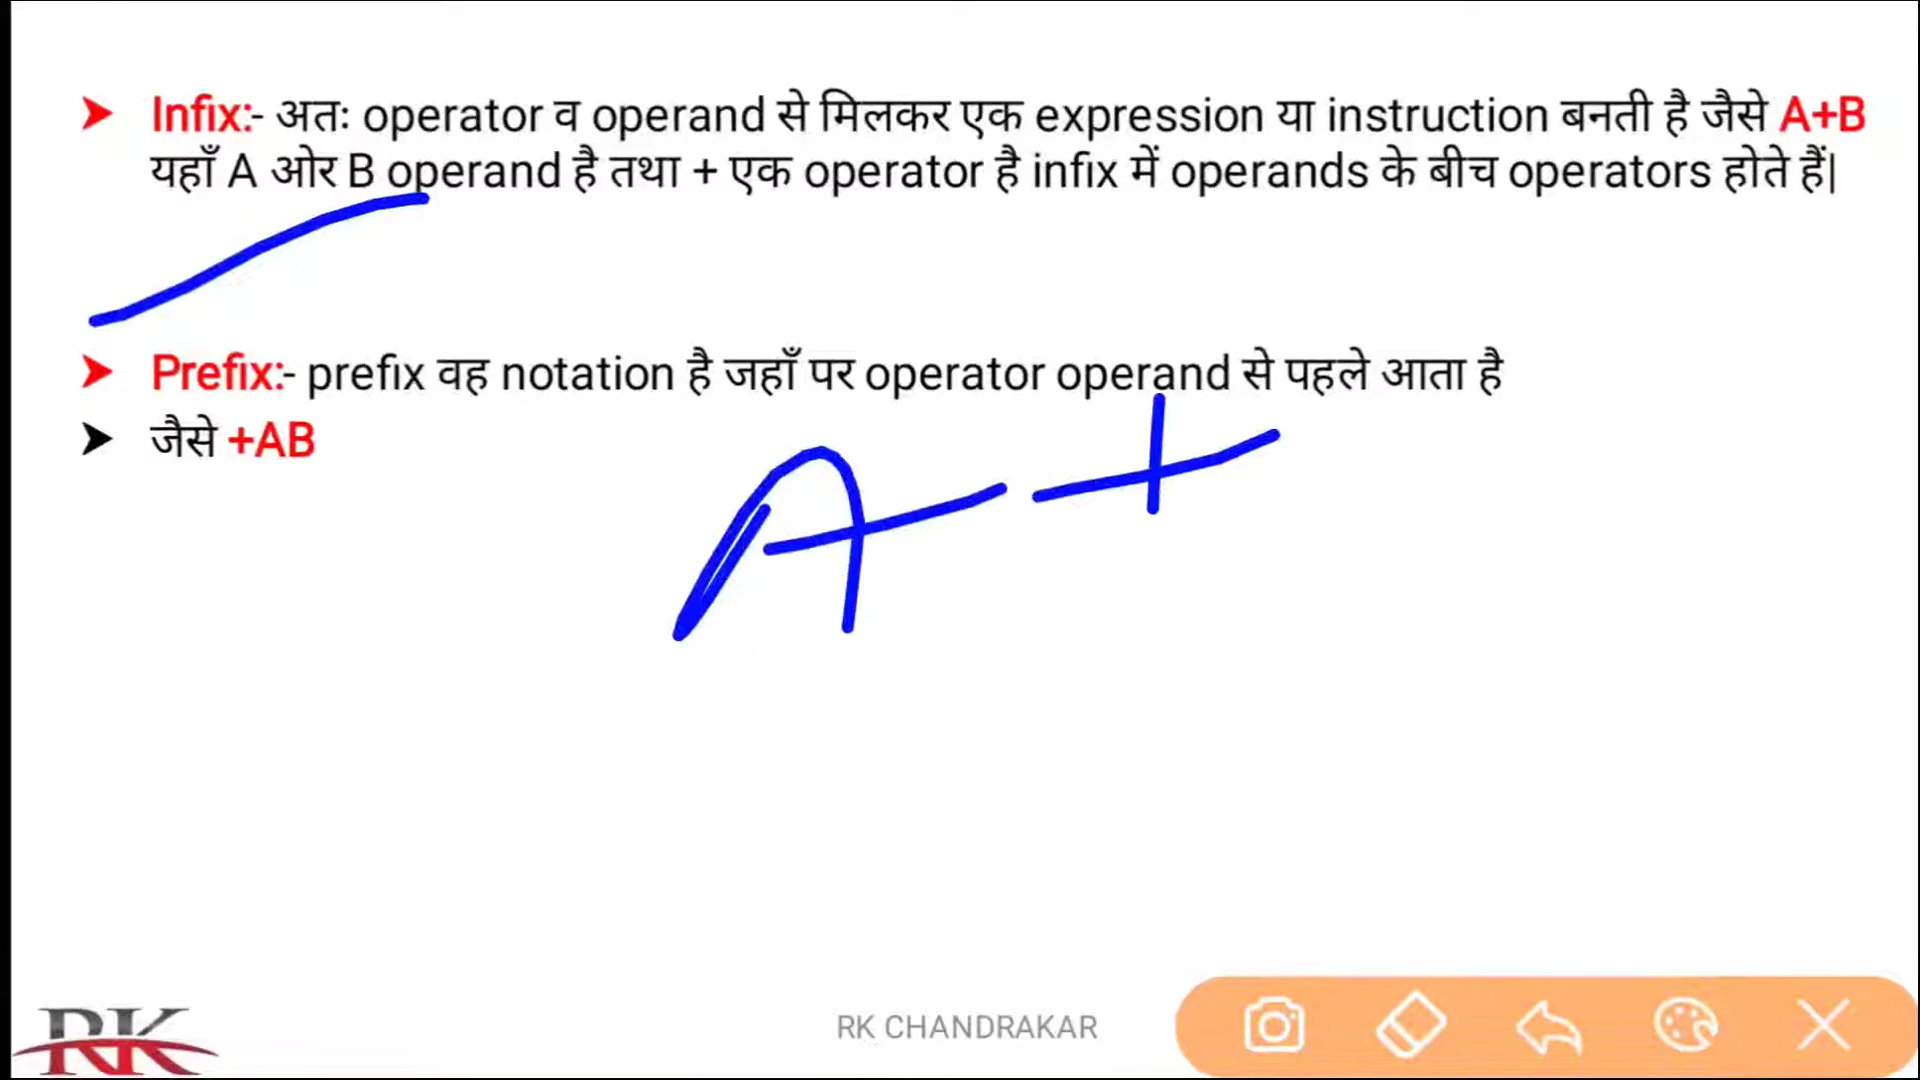 ➤ Infix:- अतः operator व operand से मिलकर एक expression या instruction बनती है जैसे A+B
यहाँ A ओर B operand है तथा + एक operator है infix में operands के बीच operators होते हैं|
➤ Prefix:- prefix वह notation है जहाँ पर operator operand से पहले आता है
➤ जैसे +AB
A +
RK
RK CHANDRAKAR